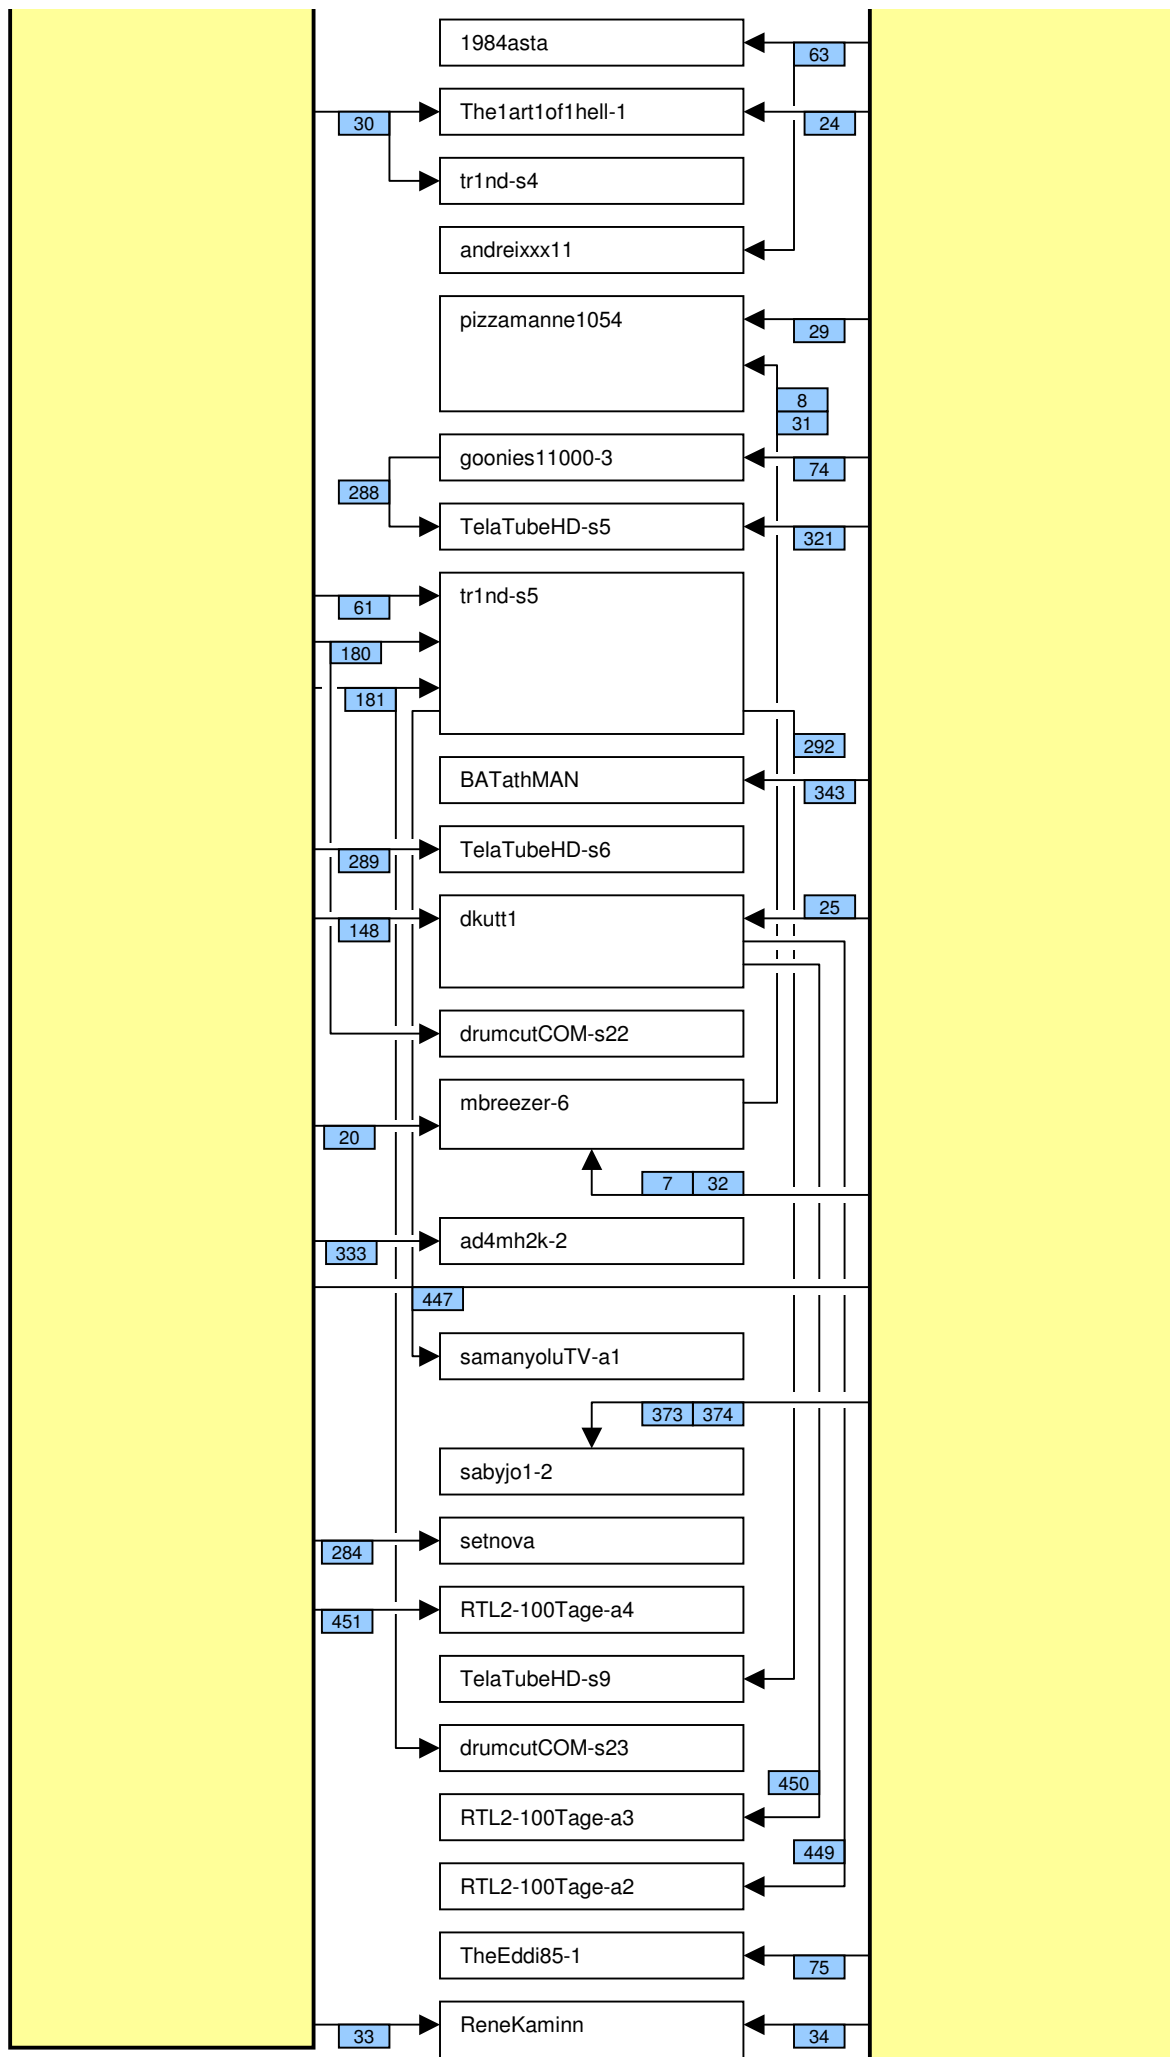 1984asta
63
The1art1of1hell-1
30
24
tr1nd-s4
andreixxx11
pizzamanne1054
29
8
31
goonies11000-3
74
288
TelaTubeHD-s5
321
tr1nd-s5
61
180
181
292
BATathMAN
343
TelaTubeHD-s6
289
25
dkutt1
148
drumcutCOM-s22
mbreezer-6
20
7 32
ad4mh2k-2
333
447
samanyoluTV-a1
373 374
sabyjo1-2
setnova
284
RTL2-100Tage-a4
451
TelaTubeHD-s9
drumcutCOM-s23
450
RTL2-100Tage-a3
449
RTL2-100Tage-a2
TheEddi85-1
75
ReneKaminn
33
34